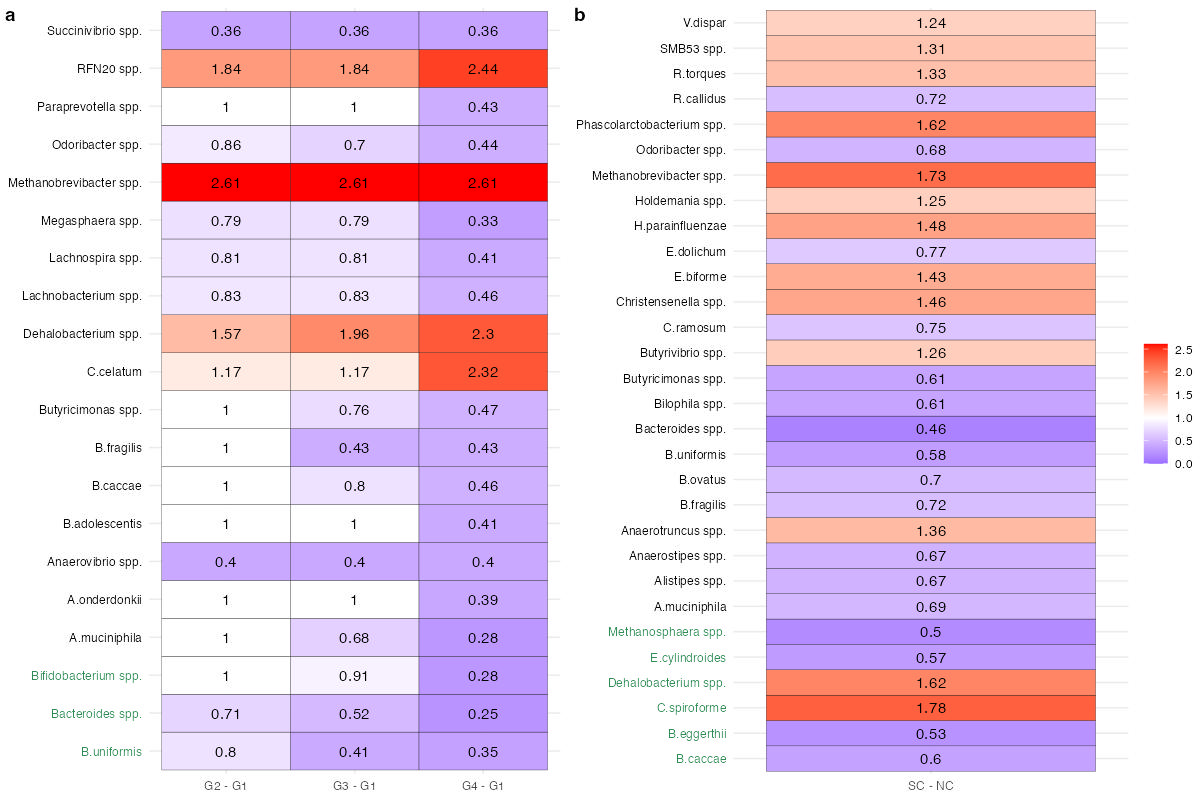 a
Succinivibrio spp. 0.36 0.36 0.36
RFN20 spp. 1.84 1.84 2.44
Paraprevotella spp. 1 1 0.43
Odoribacter spp. 0.86 0.7 0.44
Methanobrevibacter spp. 2.61 2.61 2.61
Megasphaera spp. 0.79 0.79 0.33
Lachnospira spp. 0.81 0.81 0.41
Lachnobacterium spp. 0.83 0.83 0.46
Dehalobacterium spp. 1.57 1.96 2.3
C.celatum 1.17 1.17 2.32
Butyricimonas spp. 1 0.76 0.47
B.fragilis 1 0.43 0.43
B.caccae 1 0.8 0.46
B.adolescentis 1 1 0.41
Anaerovibrio spp. 0.4 0.4 0.4
A.onderdonkii 1 1 0.39
A.muciniphila 1 0.68 0.28
Bifidobacterium spp. 1 0.91 0.28
Bacteroides spp. 0.71 0.52 0.25
B.uniformis 0.8 0.41 0.35
G2 - G1 G3 - G1 G4 - G1
b
V.dispar 1.24
SMB53 spp. 1.31
R.torques 1.33
R.callidus 0.72
Phascolarctobacterium spp. 1.62
Odoribacter spp. 0.68
Methanobrevibacter spp. 1.73
Holdemania spp. 1.25
H.parainfluenzae 1.48
E.dolichum 0.77
E.biforme 1.43
Christensenella spp. 1.46
C.ramosum 0.75
Butyrivibrio spp. 1.26
Butyricimonas spp. 0.61
Bilophila spp. 0.61
Bacteroides spp. 0.46
B.uniformis 0.58
B.ovatus 0.7
B.fragilis 0.72
Anaerotruncus spp. 1.36
Anaerostipes spp. 0.67
Alistipes spp. 0.67
A.muciniphila 0.69
Methanosphaera spp. 0.5
E.cylindroides 0.57
Dehalobacterium spp. 1.62
C.spiroforme 1.78
B.eggerthii 0.53
B.caccae 0.6
SC - NC
2.5
2.0
1.5
1.0
0.5
0.0